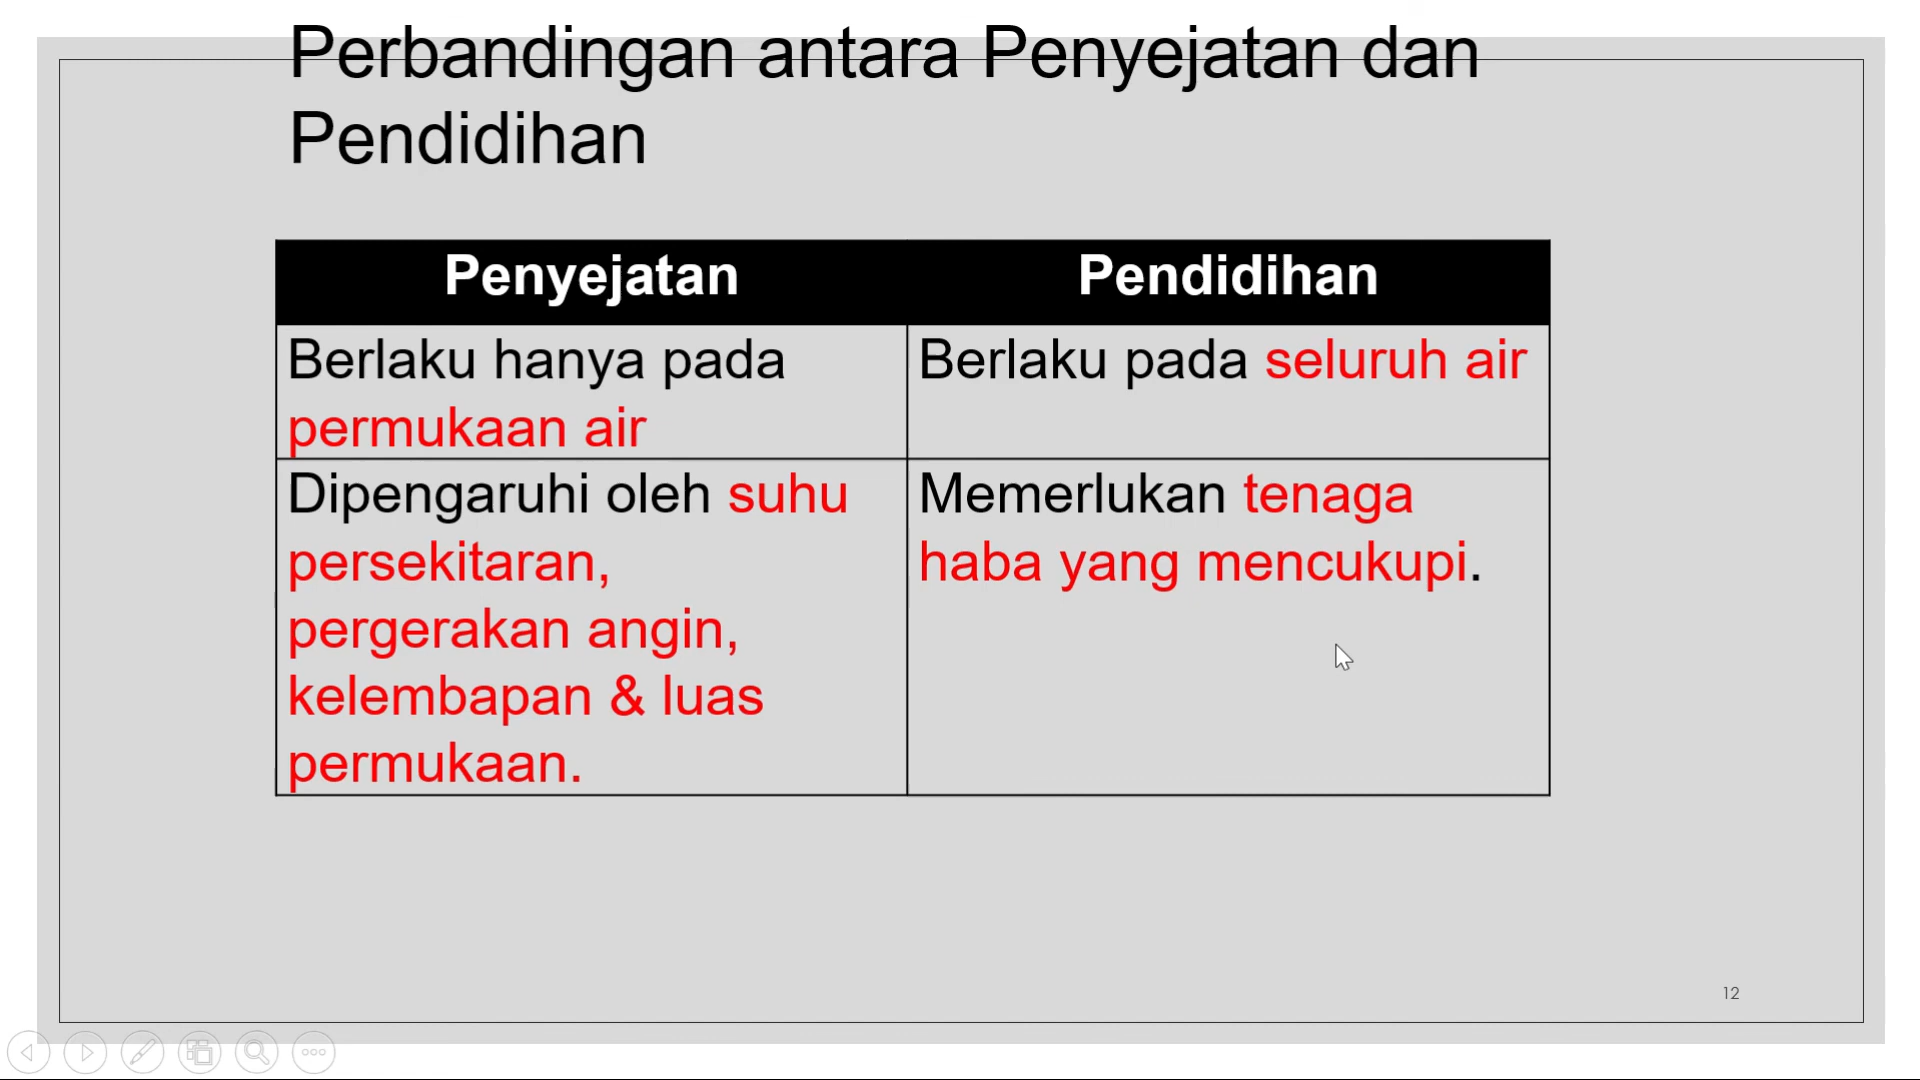 Perbandingan antara Penyejatan dan
Pendidihan
Penyejatan
Pendidihan
Berlaku hanya pada
permukaan air
Berlaku pada seluruh air
Dipengaruhi oleh suhu
persekitaran,
pergerakan angin,
kelembapan & luas
permukaan.
Memerlukan tenaga
haba yang mencukupi.
12